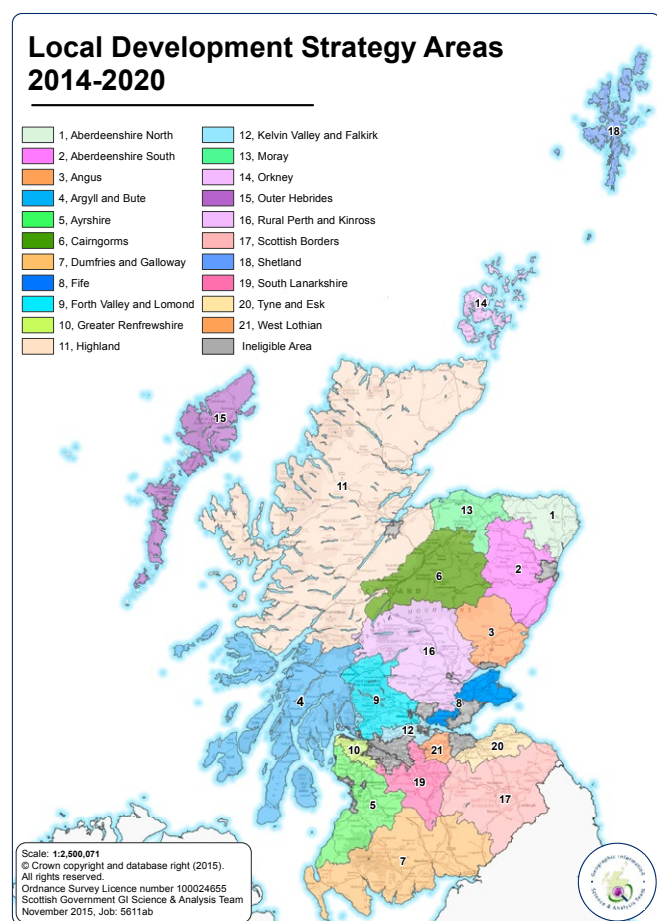 Local Development Strategy Areas
2014-2020
1, Aberdeenshire North
2, Aberdeenshire South
3, Angus
4, Argyll and Bute
5, Ayrshire
6, Cairngorms
7, Dumfries and Galloway
8, Fife
9, Forth Valley and Lomond
10, Greater Renfrewshire
11, Highland
12, Kelvin Valley and Falkirk
13, Moray
14, Orkney
15, Outer Hebrides
16, Rural Perth and Kinross
17, Scottish Borders
18, Shetland
19, South Lanarkshire
20, Tyne and Esk
21, West Lothian
Ineligible Area
18
14
15
11
13
1
6
2
3
16
4
9
8
12
10
21
20
19
5
17
7
Scale: 1:2,500,071
© Crown copyright and database right (2015).
All rights reserved.
Ordnance Survey Licence number 100024655
Scottish Government GI Science & Analysis Team
November 2015, Job: 5611ab
Geographic Information
Science & Analysis Team